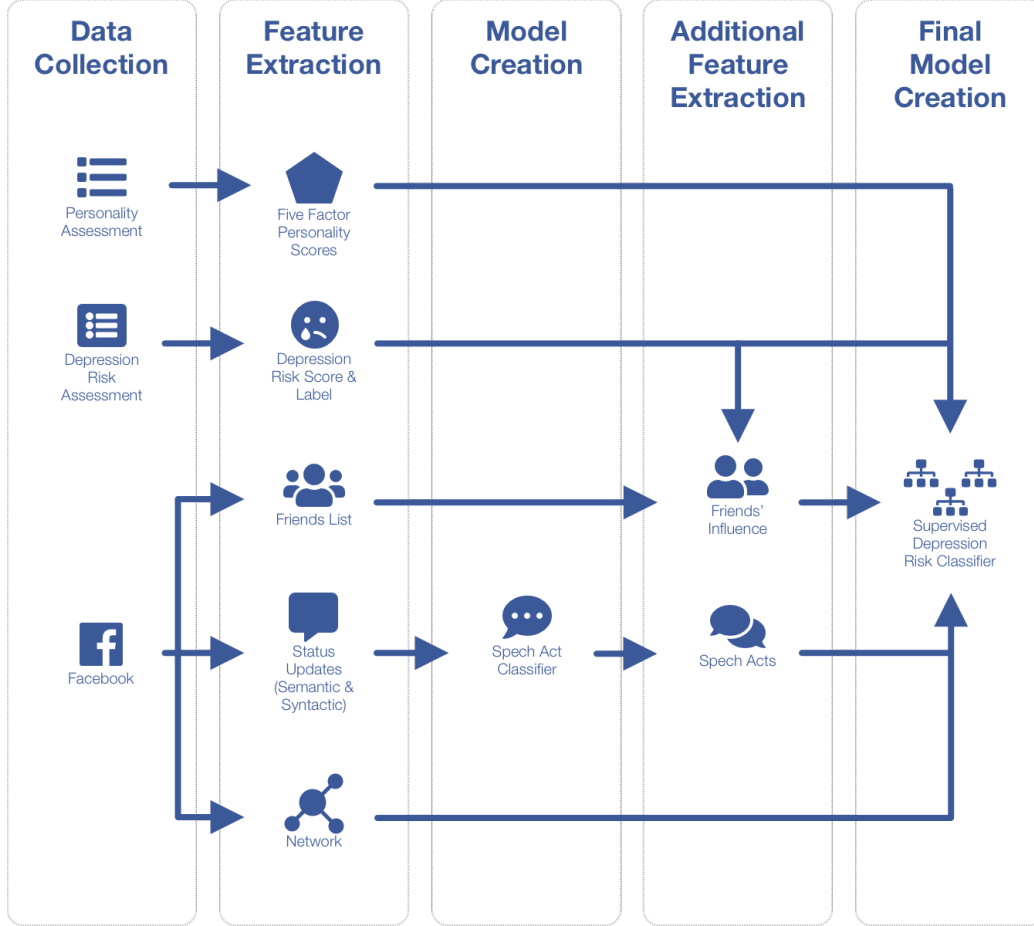 Data
Collection
Feature
Extraction
Model
Creation
Additional
Feature
Extraction
Final
Model
Creation
Personality
Assessment
Five Factor
Personality
Scores
Depression
Risk
Assessment
Depression
Risk Score &
Label
Friends List
Friends'
Influence
Supervised
Depression
Risk Classifier
Facebook
Status
Updates
(Semantic &
Syntactic)
Spech Act
Classifier
Spech Acts
Network